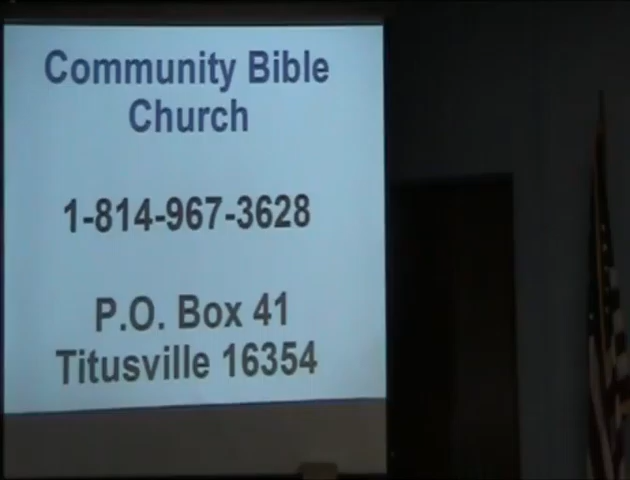 Community Bible
Church
1-814-967-3628
P.O. Box 41
Titusville 16354